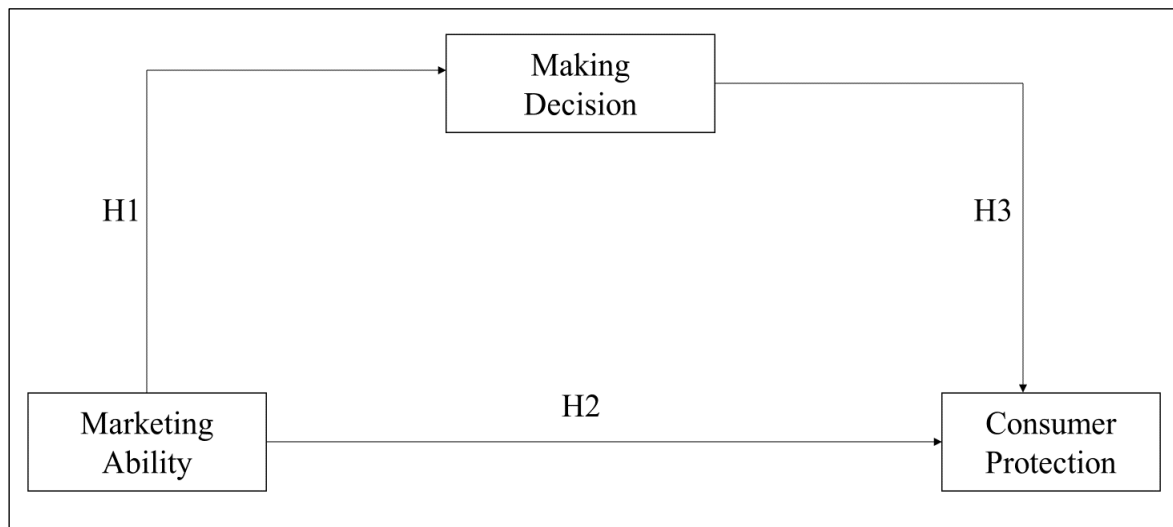 Making
Decision
H1
H3
H2
Marketing
Ability
Consumer
Protection